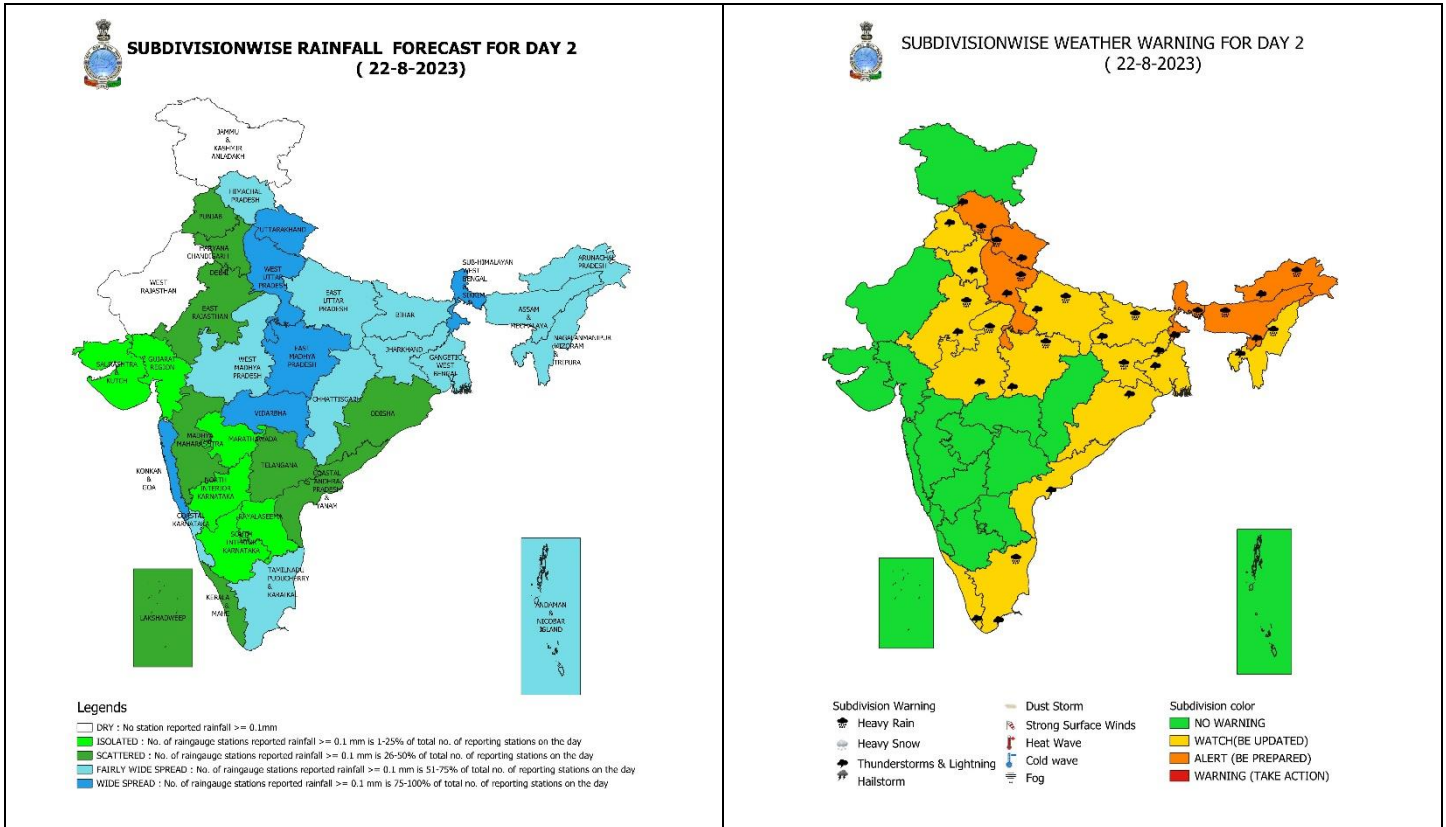 SUBDIVISIONWISE RAINFALL FORECAST FOR DAY 2
( 22-8-2023)
JAMMU
&
KASHMIR
ANLADAKH
HIMACHAL
PRADESH
PUNJAB
UTTARAKHAND
HARYANA
CHANDIGARH
DELHI
WEST
UTTAR
PRADESH
WEST
RAJASTHAN
EAST
RAJASTHAN
EAST
UTTAR
PRADESH
SUB-HIMALAYAN
WEST
BENGAL
&
SIKKIM
ARUNACHAL
PRADESH
ASSAM
&
MEGHALAYA
BIHAR
NAGALANMANIPUR
MIZORAM
&
TRIPURA
JHARKHAND
GANGETIC
WEST
BENGAL
SAURASHTRA
&
KUTCH
GUJARAT
REGION
WEST
MADHYA
PRADESH
EAST
MADHYA
PRADESH
CHHATTISGARH
ODISHA
VIDARBHA
MADHYA
MAHARASHTRA
MARATHAWADA
TELANGANA
KONKAN
&
GOA
NORTH
INTERIOR
KARNATAKA
COASTAL
ANDHRA
PRADESH
&
YANAM
COASTAL
KARNATAKA
RAYALASEEMA
SOUTH
INTERIOR
KARNATAKA
TAMILNADU
PUDUCHERRY
&
KARAIKAL
KERALA
&
MAHE
LAKSHADWEEP
ANDAMAN
&
NICOBAR
ISLAND
Legends
DRY : No station reported rainfall >= 0.1mm
ISOLATED : No. of raingauge stations reported rainfall >= 0.1 mm is 1-25% of total no. of reporting stations on the day
SCATTERED : No. of raingauge stations reported rainfall >= 0.1 mm is 26-50% of total no. of reporting stations on the day
FAIRLY WIDE SPREAD : No. of raingauge stations reported rainfall >= 0.1 mm is 51-75% of total no. of reporting stations on the day
WIDE SPREAD : No. of raingauge stations reported rainfall >= 0.1 mm is 75-100% of total no. of reporting stations on the day
SUBDIVISIONWISE WEATHER WARNING FOR DAY 2
( 22-8-2023)
Subdivision Warning
Heavy Rain
Heavy Snow
Thunderstorms & Lightning
Hailstorm
Dust Storm
Strong Surface Winds
Heat Wave
Cold wave
Fog
Subdivision color
NO WARNING
WATCH(BE UPDATED)
ALERT (BE PREPARED)
WARNING (TAKE ACTION)